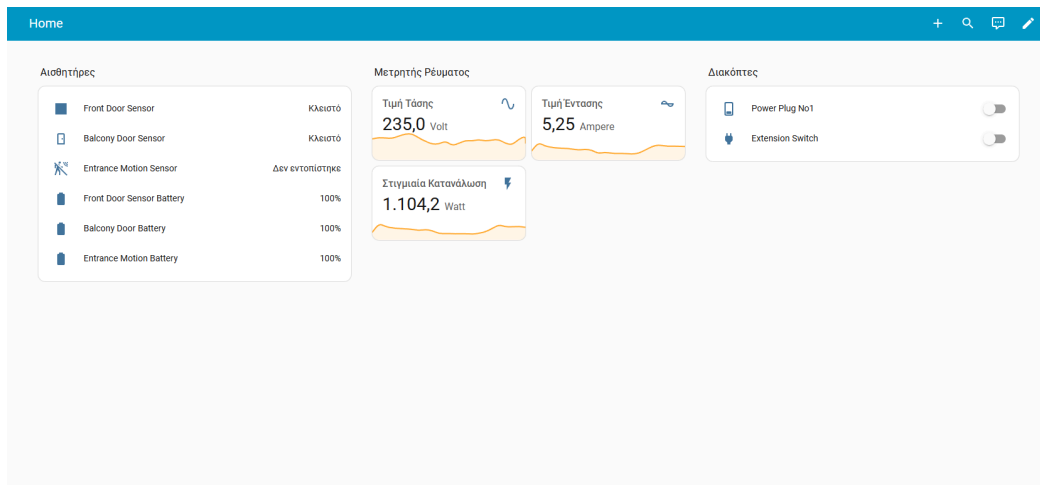 Home
Αισθητήρες
Front Door Sensor Κλειστό
Balcony Door Sensor Κλειστό
Entrance Motion Sensor Δεν εντοπίστηκε
Front Door Sensor Battery 100%
Balcony Door Battery 100%
Entrance Motion Battery 100%
Μετρητής Ρέυματος
Τιμή Τάσης
235,0 Volt
Τιμή Έντασης
5,25 Ampere
Στιγμιαία Κατανάλωση
1.104,2 Watt
Διακόπτες
Power Plug No1
Extension Switch